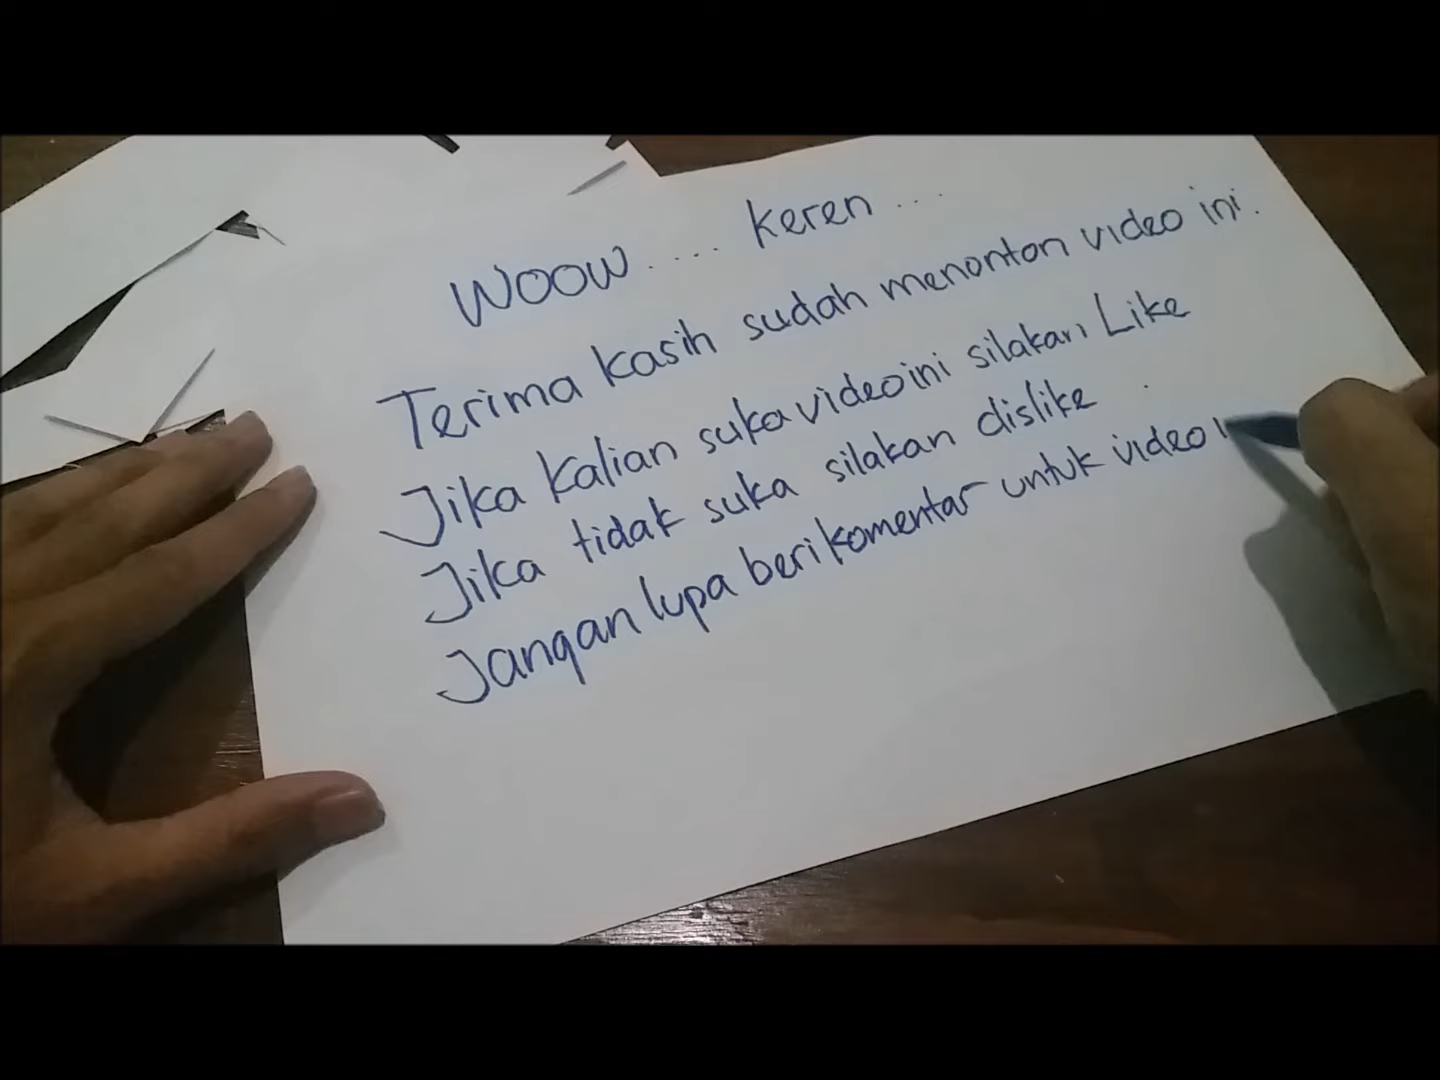 WOOW .... keren ...
Terima kasih sudah menonton video ini.
Jika kalian suka video ini silakan Like
Jika tidak suka silakan dislike
Jangan lupa beri komentar untuk video